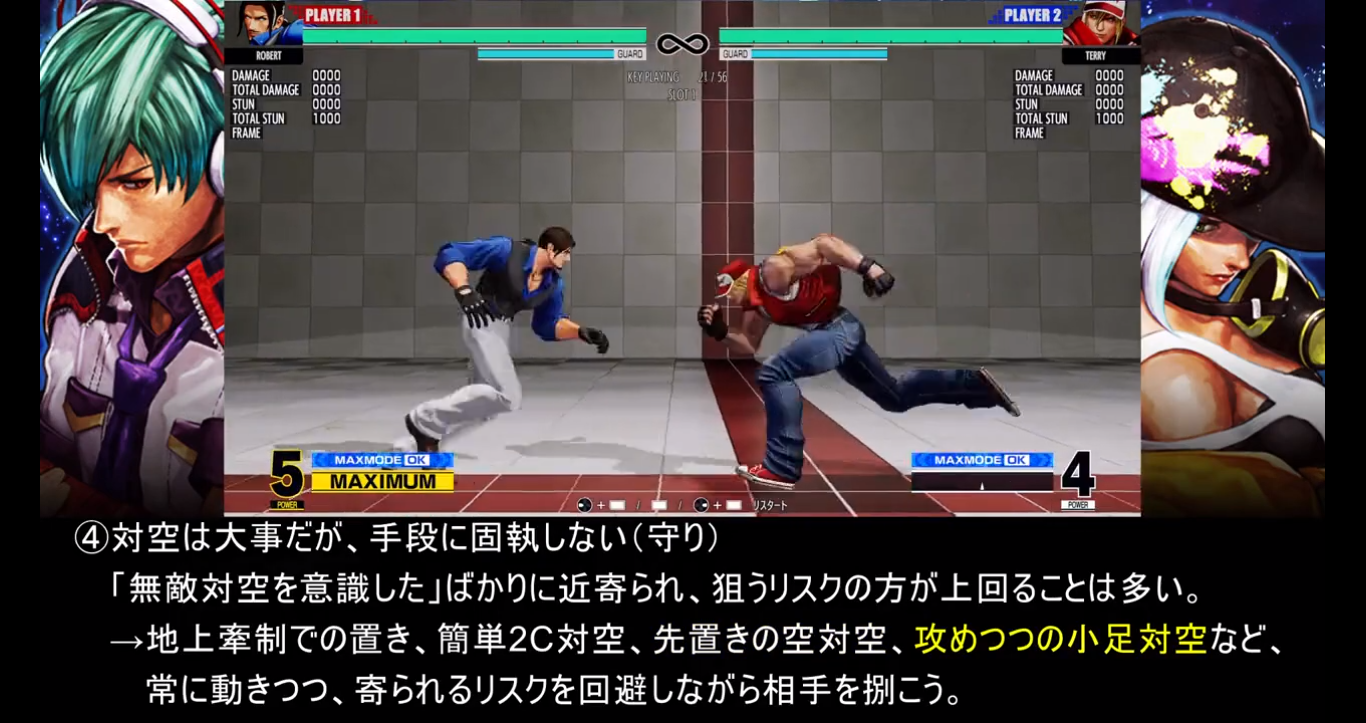 PLAYER 1
PLAYER 2
ROBERT
GUARD
GUARD
TERRY
DAMAGE 0000
TOTAL DAMAGE 0000
STUN 0000
TOTAL STUN 1000
FRAME
KEY PLAYING 21 / 56
SLOT 1
DAMAGE 0000
TOTAL DAMAGE 0000
STUN 0000
TOTAL STUN 1000
FRAME
5
POWER
MAXMODE OK
MAXIMUM
MAXMODE OK
4
POWER
+ / / + リスタート
④対空は大事だが、手段に固執しない（守り）
「無敵対空を意識した」ばかりに近寄られ、狙うリスクの方が上回ることは多い。
→地上牽制での置き、簡単2C対空、先置きの空対空、攻めつつの小足対空など、
常に動きつつ、寄られるリスクを回避しながら相手を捌こう。